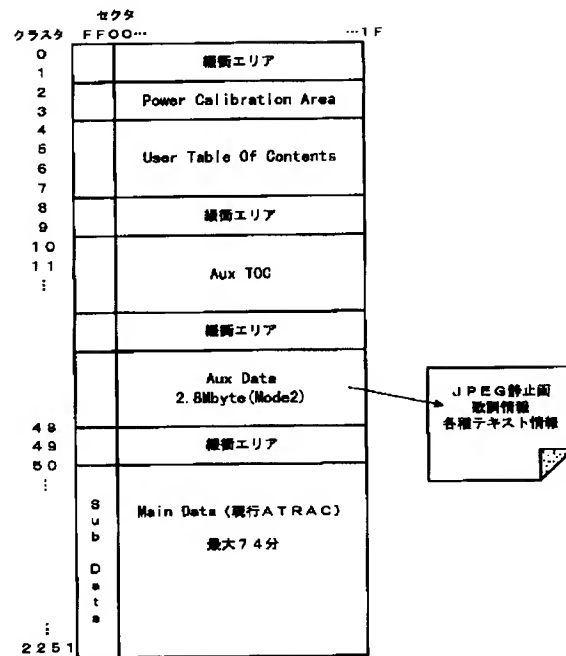 セクタ
クラスタ FF00… …1F
0
緩衝エリア
1
2
Power Calibration Area
3
4
5
User Table Of Contents
6
7
8
緩衝エリア
9
10
11
Aux TOC
⋮
緩衝エリア
Aux Data
2.8Mbyte(Mode2)
JPEG静止画
歌詞情報
各種テキスト情報
48
49
緩衝エリア
50
⋮
Sub Data
Main Data (現行ATRAC)
最大74分
⋮
2251